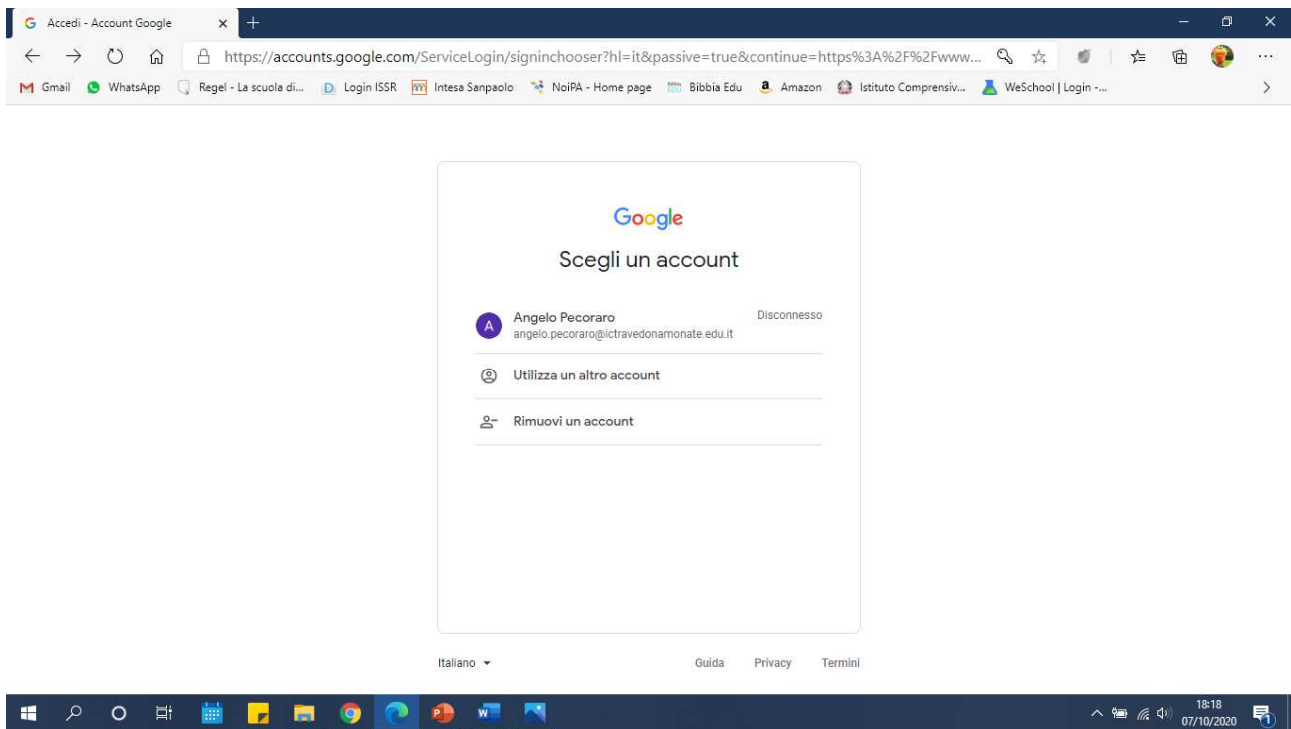 Accedi - Account Google
https://accounts.google.com/ServiceLogin/signinchooser?hl=it&passive=true&continue=https%3A%2F%2Fwww...
Gmail WhatsApp Regel - La scuola di... Login ISSR Intesa Sanpaolo NoiPA - Home page Bibbia Edu Amazon Istituto Comprensiv... WeSchool | Login -...
Google
Scegli un account
A
Angelo Pecoraro Disconnesso
angelo.pecoraro@ictravedonamonate.edu.it
Utilizza un altro account
Rimuovi un account
Italiano Guida Privacy Termini
18:18
07/10/2020
1